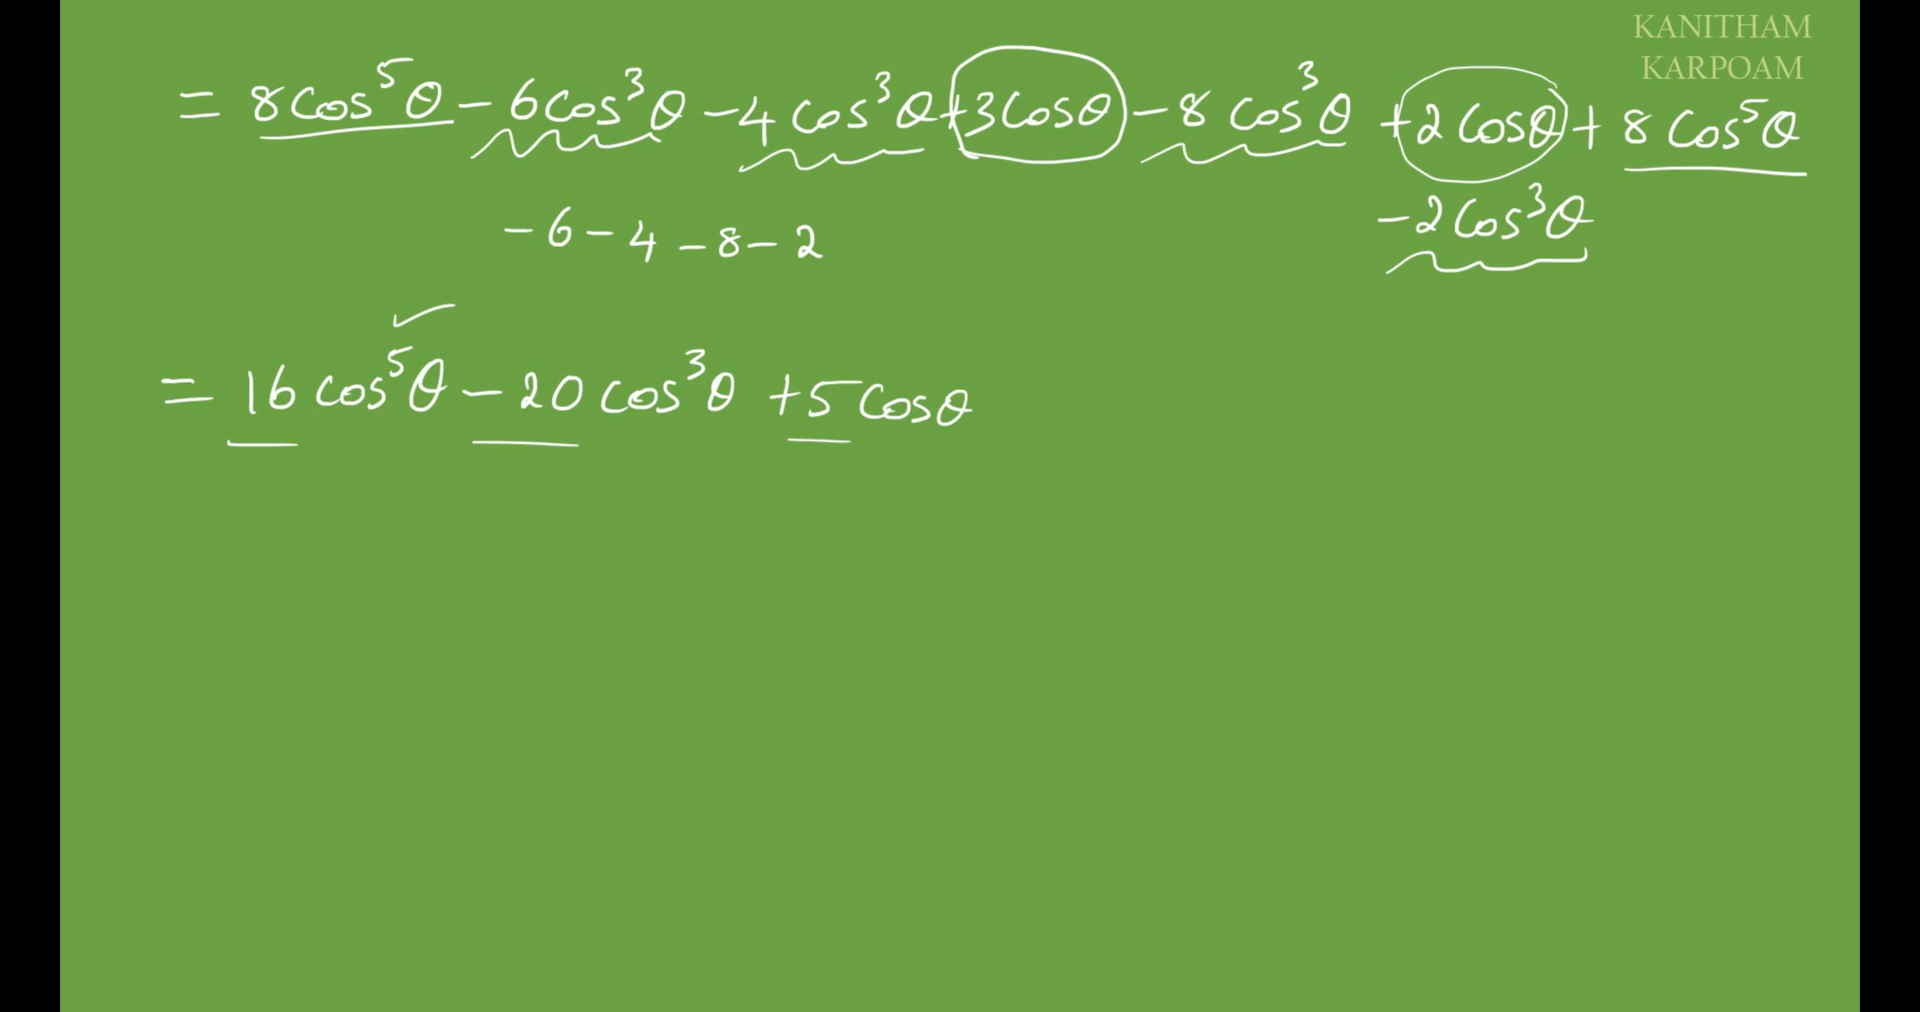 KANITHAM
KARPOAM
= 8cos⁵θ - 6cos³θ - 4cos³θ + 3cosθ - 8cos³θ + 2cosθ + 8cos⁵θ
- 2cos³θ
- 6 - 4 - 8 - 2
= 16cos⁵θ - 20cos³θ + 5cosθ